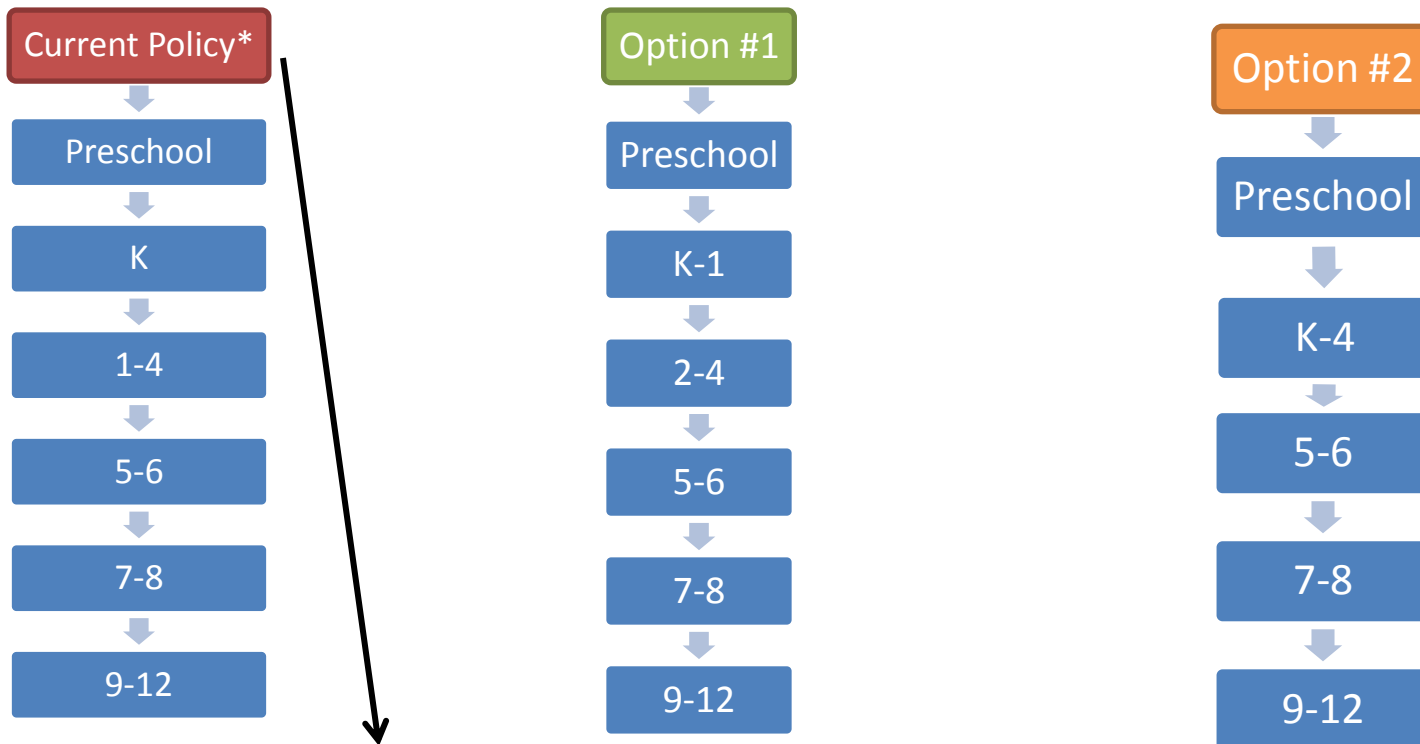 Current Policy*
Preschool
K
1-4
5-6
7-8
9-12
Option #1
Preschool
K-1
2-4
5-6
7-8
9-12
Option #2
Preschool
K-4
5-6
7-8
9-12